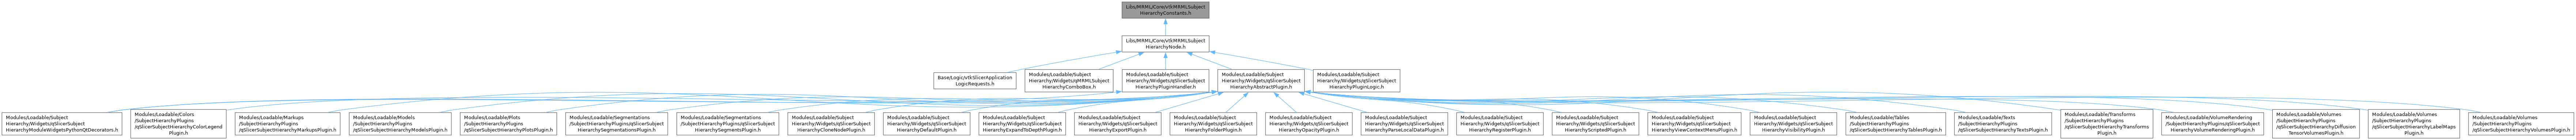 Libs/MRML/Core/vtkMRMLSubject
HierarchyConstants.h
Libs/MRML/Core/vtkMRMLSubject
HierarchyNode.h
Base/Logic/vtkSlicerApplication
LogicRequests.h
Modules/Loadable/Subject
Hierarchy/Widgets/qMRMLSubject
HierarchyComboBox.h
Modules/Loadable/Subject
Hierarchy/Widgets/qSlicerSubject
HierarchyPluginHandler.h
Modules/Loadable/Subject
Hierarchy/Widgets/qSlicerSubject
HierarchyAbstractPlugin.h
Modules/Loadable/Subject
Hierarchy/Widgets/qSlicerSubject
HierarchyPluginLogic.h
Modules/Loadable/Subject
Hierarchy/Widgets/qSlicerSubject
HierarchyModuleWidgetsPythonQtDecorators.h
Modules/Loadable/Colors
/SubjectHierarchyPlugins
/qSlicerSubjectHierarchyColorLegend
Plugin.h
Modules/Loadable/Markups
/SubjectHierarchyPlugins
/qSlicerSubjectHierarchyMarkupsPlugin.h
Modules/Loadable/Models
/SubjectHierarchyPlugins
/qSlicerSubjectHierarchyModelsPlugin.h
Modules/Loadable/Plots
/SubjectHierarchyPlugins
/qSlicerSubjectHierarchyPlotsPlugin.h
Modules/Loadable/Segmentations
/SubjectHierarchyPlugins/qSlicerSubject
HierarchySegmentationsPlugin.h
Modules/Loadable/Segmentations
/SubjectHierarchyPlugins/qSlicerSubject
HierarchySegmentsPlugin.h
Modules/Loadable/Subject
Hierarchy/Widgets/qSlicerSubject
HierarchyCloneNodePlugin.h
Modules/Loadable/Subject
Hierarchy/Widgets/qSlicerSubject
HierarchyDefaultPlugin.h
Modules/Loadable/Subject
Hierarchy/Widgets/qSlicerSubject
HierarchyExpandToDepthPlugin.h
Modules/Loadable/Subject
Hierarchy/Widgets/qSlicerSubject
HierarchyExportPlugin.h
Modules/Loadable/Subject
Hierarchy/Widgets/qSlicerSubject
HierarchyFolderPlugin.h
Modules/Loadable/Subject
Hierarchy/Widgets/qSlicerSubject
HierarchyOpacityPlugin.h
Modules/Loadable/Subject
Hierarchy/Widgets/qSlicerSubject
HierarchyParseLocalDataPlugin.h
Modules/Loadable/Subject
Hierarchy/Widgets/qSlicerSubject
HierarchyRegisterPlugin.h
Modules/Loadable/Subject
Hierarchy/Widgets/qSlicerSubject
HierarchyScriptedPlugin.h
Modules/Loadable/Subject
Hierarchy/Widgets/qSlicerSubject
HierarchyViewContextMenuPlugin.h
Modules/Loadable/Subject
Hierarchy/Widgets/qSlicerSubject
HierarchyVisibilityPlugin.h
Modules/Loadable/Tables
/SubjectHierarchyPlugins
/qSlicerSubjectHierarchyTablesPlugin.h
Modules/Loadable/Texts
/SubjectHierarchyPlugins
/qSlicerSubjectHierarchyTextsPlugin.h
Modules/Loadable/Transforms
/SubjectHierarchyPlugins
/qSlicerSubjectHierarchyTransforms
Plugin.h
Modules/Loadable/VolumeRendering
/SubjectHierarchyPlugins/qSlicerSubject
HierarchyVolumeRenderingPlugin.h
Modules/Loadable/Volumes
/SubjectHierarchyPlugins
/qSlicerSubjectHierarchyDiffusion
TensorVolumesPlugin.h
Modules/Loadable/Volumes
/SubjectHierarchyPlugins
/qSlicerSubjectHierarchyLabelMaps
Plugin.h
Modules/Loadable/Volumes
/SubjectHierarchyPlugins
/qSlicerSubjectHierarchyVolumesPlugin.h